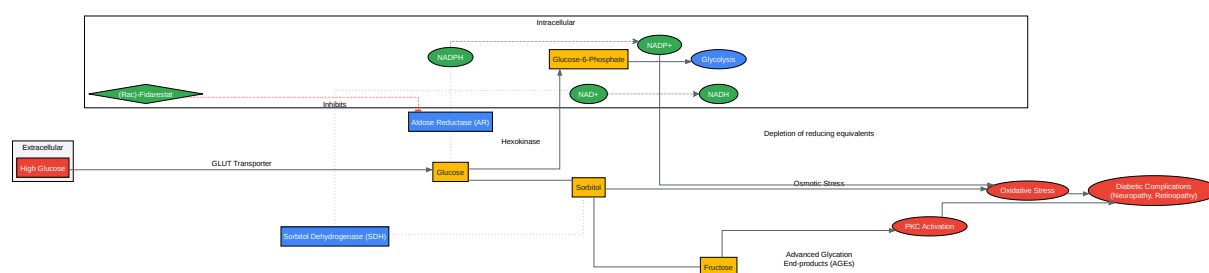 Intracellular
NADP+
NADPH
Glucose-6-Phosphate
Glycolysis
(Rac)-Fidarestat
NAD+
NADH
Inhibits
Aldose Reductase (AR)
Depletion of reducing equivalents
Hexokinase
Extracellular
GLUT Transporter
High Glucose
Glucose
Osmotic Stress
Sorbitol
Oxidative Stress
Diabetic Complications
(Neuropathy, Retinopathy)
PKC Activation
Sorbitol Dehydrogenase (SDH)
Advanced Glycation
End-products (AGEs)
Fructose